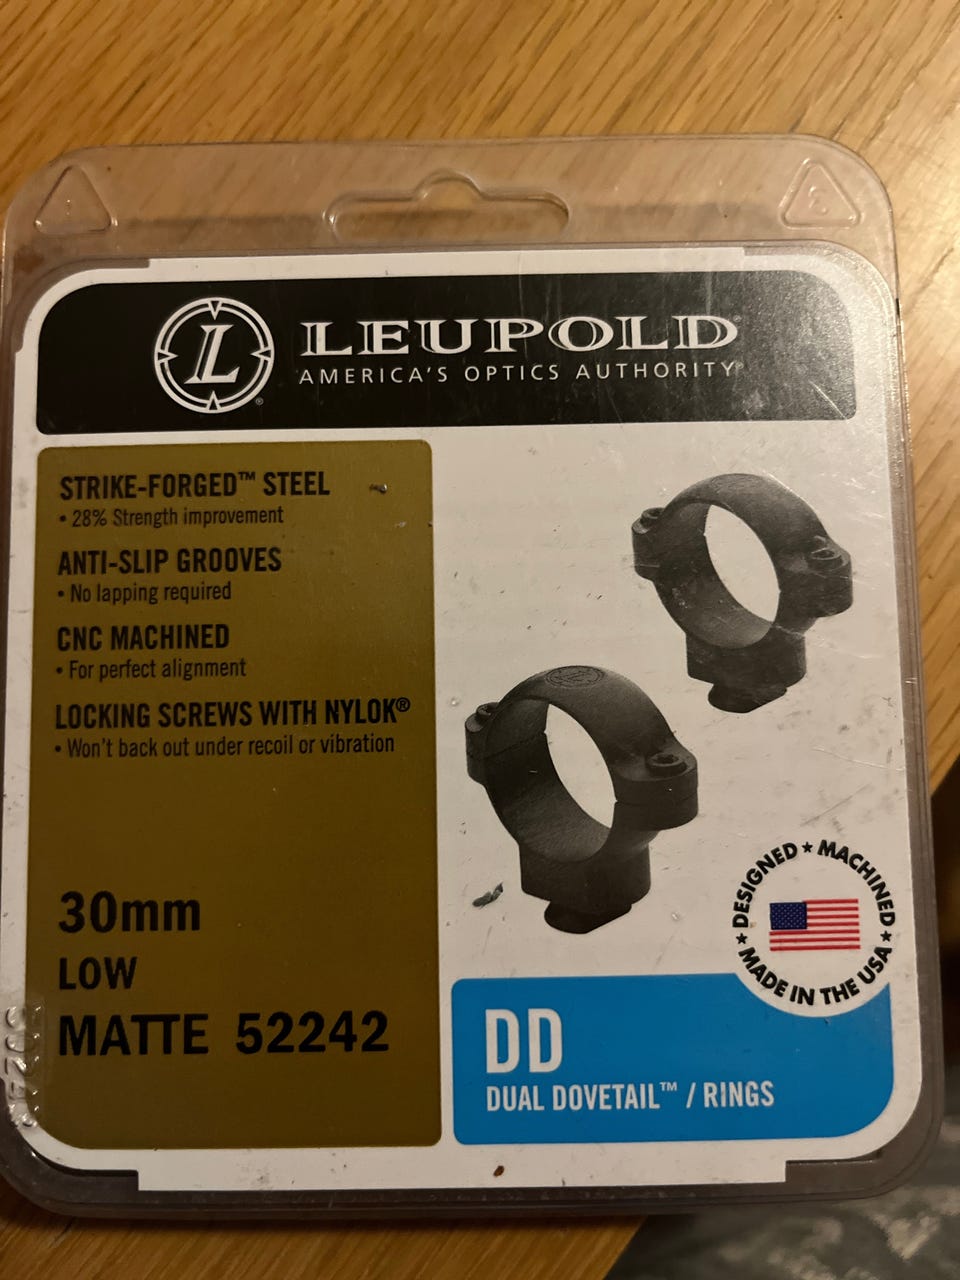 LEUPOLD®
AMERICA'S OPTICS AUTHORITY®
STRIKE-FORGED™ STEEL
• 28% Strength improvement
ANTI-SLIP GROOVES
• No lapping required
CNC MACHINED
• For perfect alignment
LOCKING SCREWS WITH NYLOK®
• Won't back out under recoil or vibration
30mm
LOW
MATTE 52242
DESIGNED ★ MACHINED ★ MADE IN THE USA ★
DD
DUAL DOVETAIL™ / RINGS